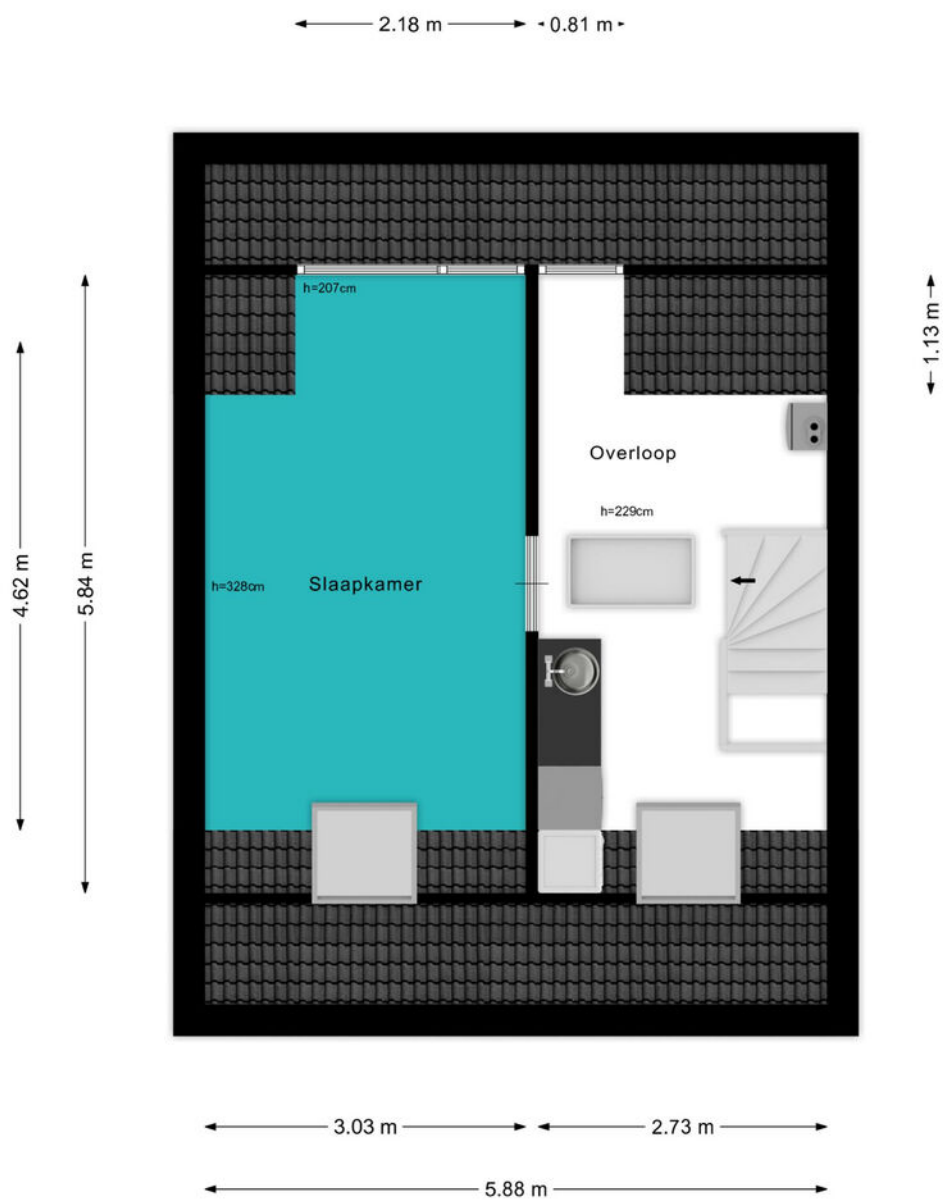 2.18 m
0.81 m
h=207cm
1.13 m
Overloop
h=229cm
4.62 m
5.84 m
h=328cm
Slaapkamer
3.03 m
2.73 m
5.88 m